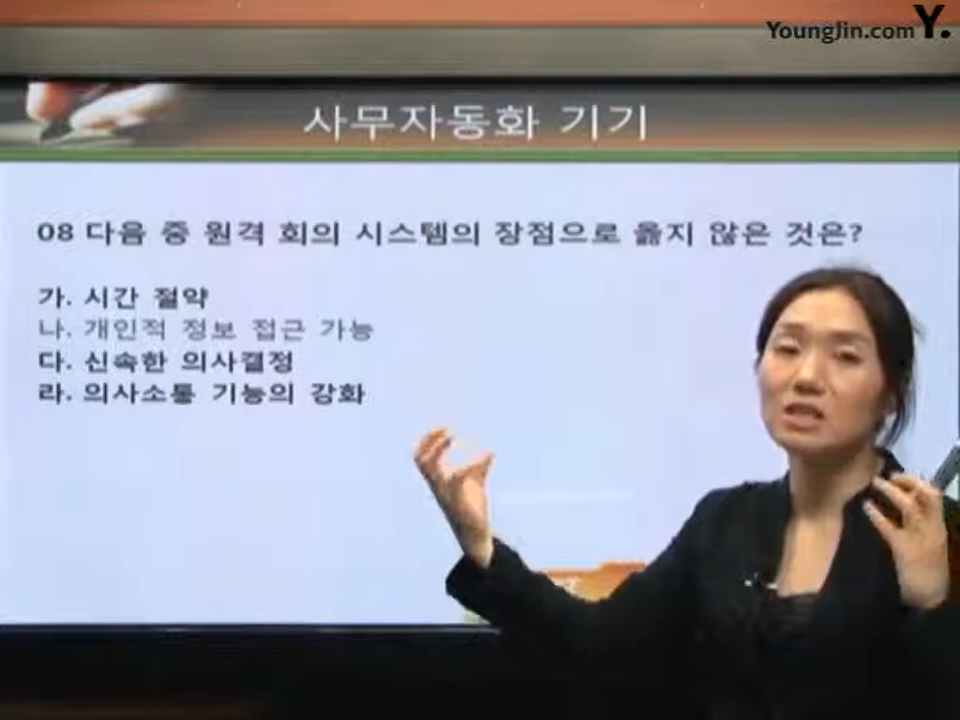 YoungJin.com Y.
사무자동화 기기
08 다음 중 원격 회의 시스템의 장점으로 옳지 않은 것은?
가. 시간 절약
나. 개인적 정보 접근 가능
다. 신속한 의사결정
라. 의사소통 기능의 강화